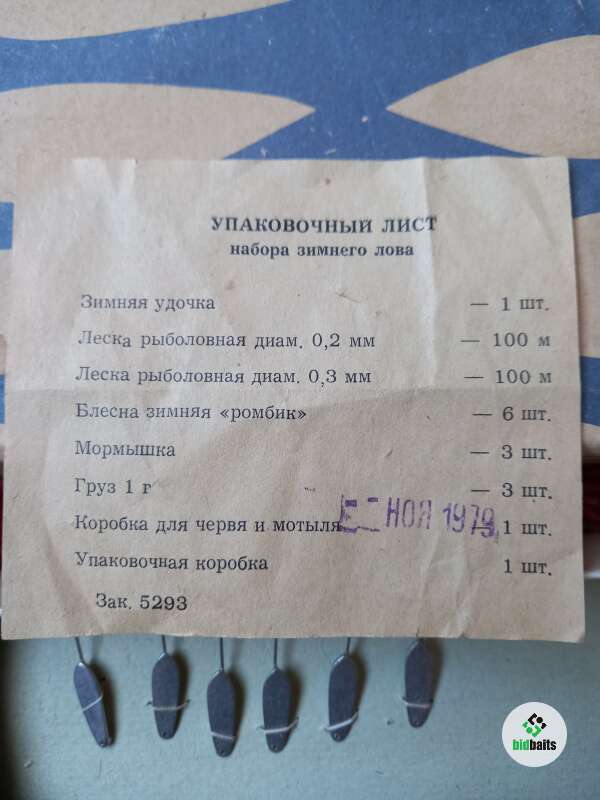 УПАКОВОЧНЫЙ ЛИСТ
набора зимнего лова
Зимняя удочка — 1 шт.
Леска рыболовная диам. 0,2 мм — 100 м
Леска рыболовная диам. 0,3 мм — 100 м
Блесна зимняя «ромбик» — 6 шт.
Мормышка — 3 шт.
Груз 1 г — 3 шт.
Коробка для червя и мотыля — 1 шт.
НОЯ 1979
Упаковочная коробка 1 шт.
Зак. 5293
bidbaits